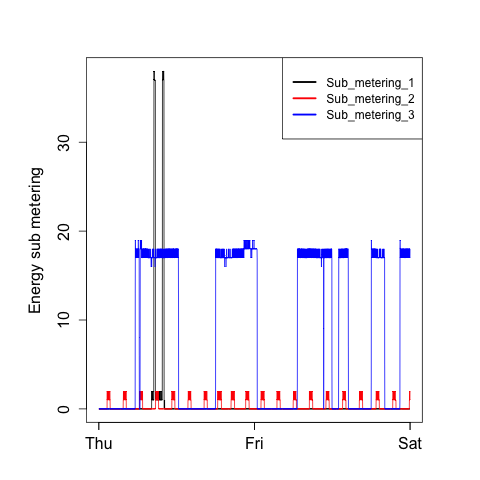 Sub_metering_1
Sub_metering_2
Sub_metering_3
Energy sub metering
30
20
10
0
Thu Fri Sat